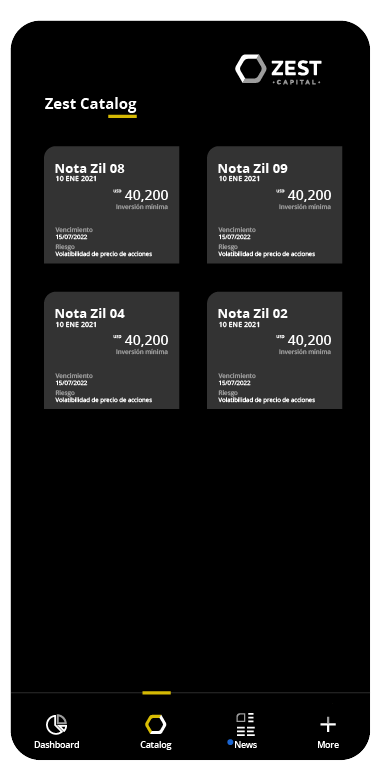 ZEST
·CAPITAL·
Zest Catalog
Nota Zil 08
10 ENE 2021
USD 40,200
Inversión mínima
Vencimiento
15/07/2022
Riesgo
Volatibilidad de precio de acciones
Nota Zil 09
10 ENE 2021
USD 40,200
Inversión mínima
Vencimiento
15/07/2022
Riesgo
Volatibilidad de precio de acciones
Nota Zil 04
10 ENE 2021
USD 40,200
Inversión mínima
Vencimiento
15/07/2022
Riesgo
Volatibilidad de precio de acciones
Nota Zil 02
10 ENE 2021
USD 40,200
Inversión mínima
Vencimiento
15/07/2022
Riesgo
Volatibilidad de precio de acciones
Dashboard
Catalog
News
More